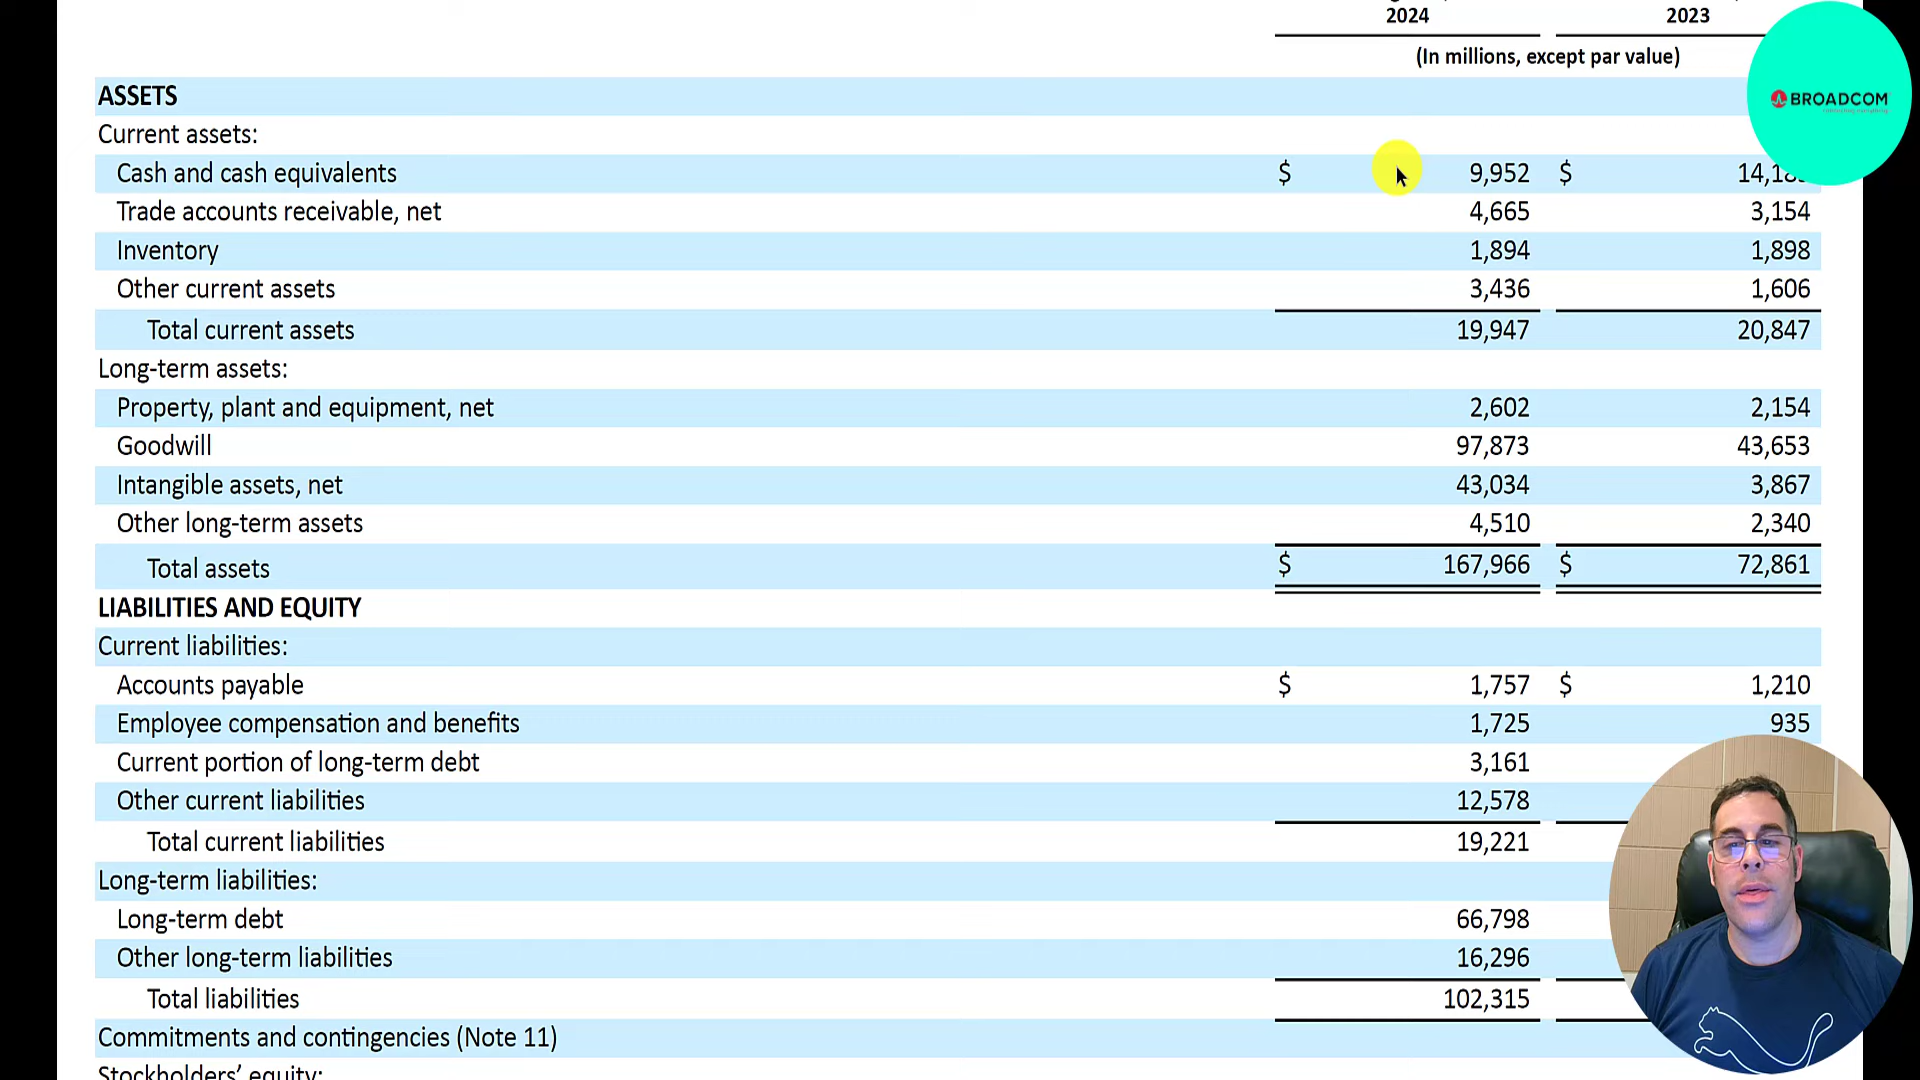 2024 2023
(In millions, except par value)
BROADCOM
ASSETS
Current assets:
Cash and cash equivalents $ 9,952 $
Trade accounts receivable, net 4,665 3,154
Inventory 1,894 1,898
Other current assets 3,436 1,606
Total current assets 19,947 20,847
Long-term assets:
Property, plant and equipment, net 2,602 2,154
Goodwill 97,873 43,653
Intangible assets, net 43,034 3,867
Other long-term assets 4,510 2,340
Total assets $ 167,966 $ 72,861
LIABILITIES AND EQUITY
Current liabilities:
Accounts payable $ 1,757 $ 1,210
Employee compensation and benefits 1,725 935
Current portion of long-term debt 3,161
Other current liabilities 12,578
Total current liabilities 19,221
Long-term liabilities:
Long-term debt 66,798
Other long-term liabilities 16,296
Total liabilities 102,315
Commitments and contingencies (Note 11)
Stockholders' equity: